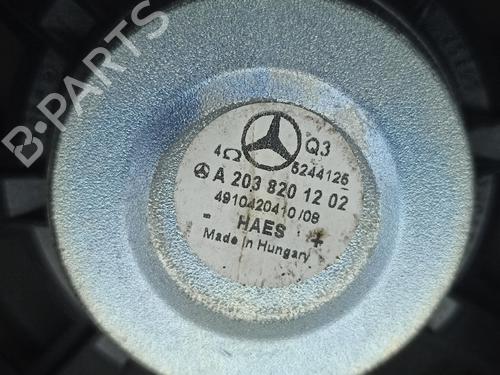 B-PARTS
4Ω Q3
5244125
A 203 820 12 02
4910420410/08
- HAES +
Made in Hungary